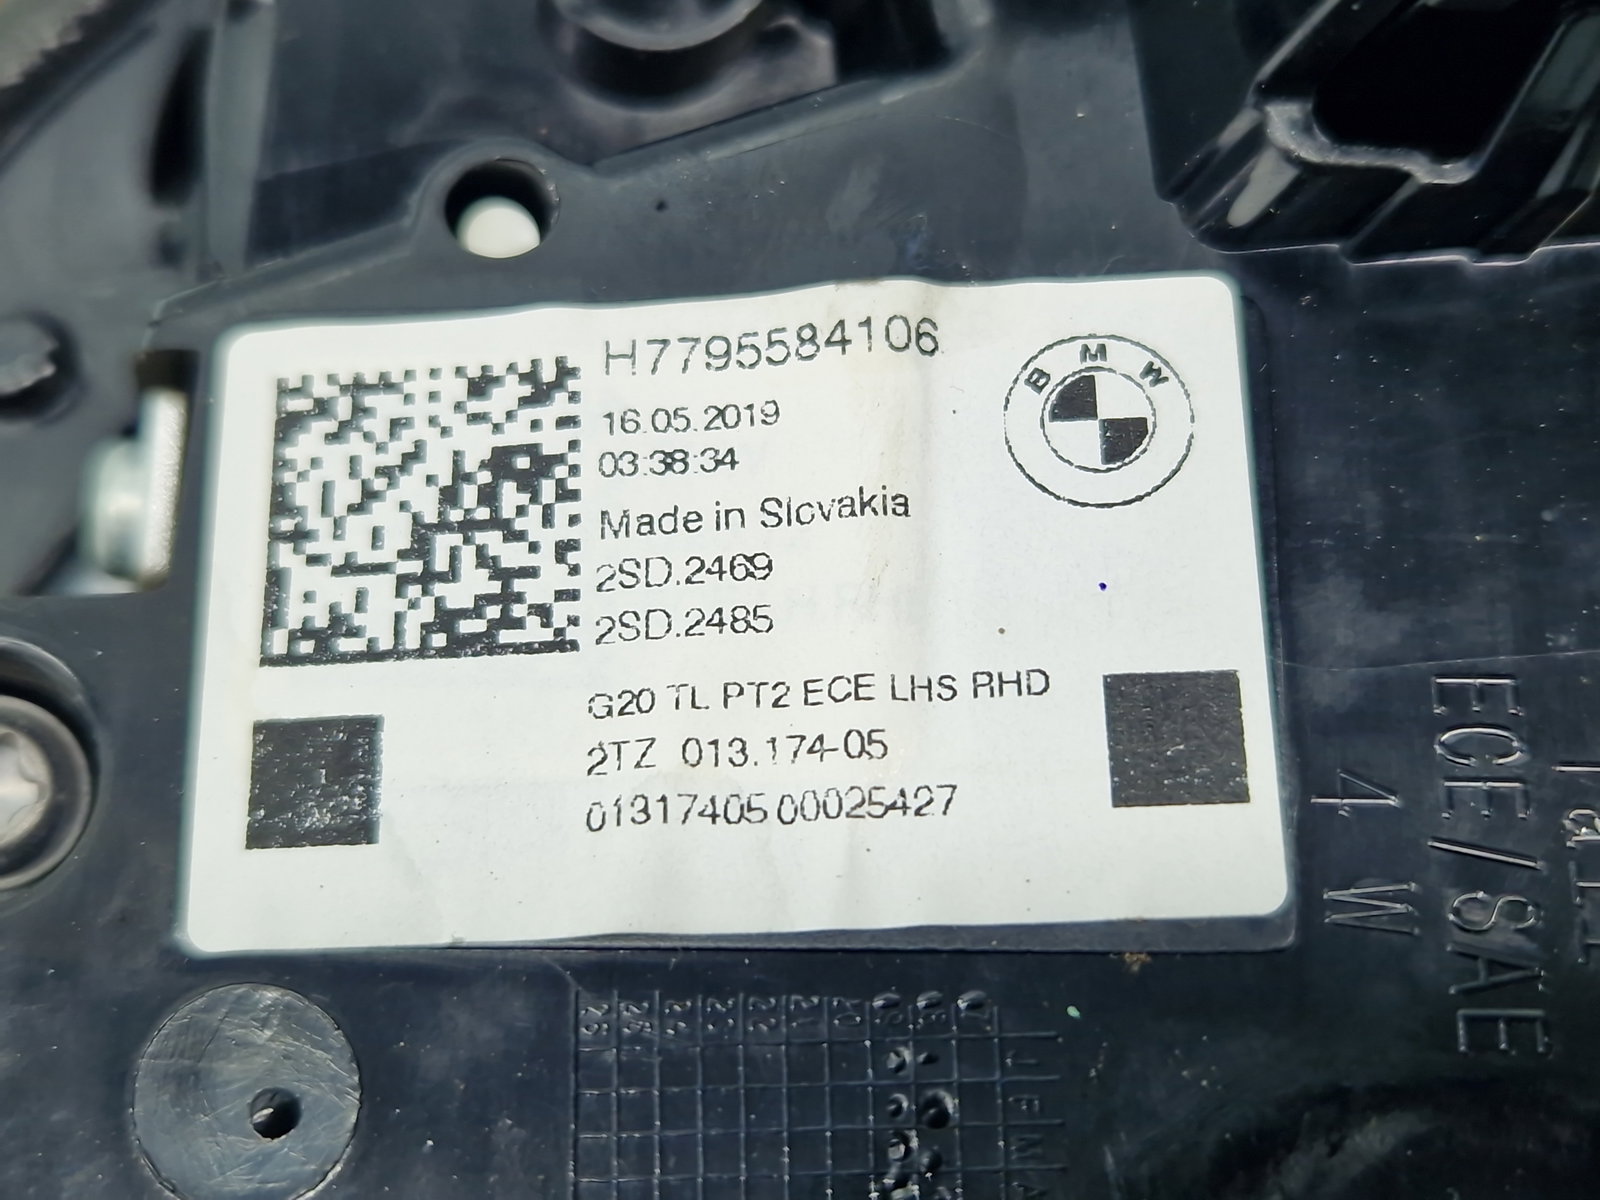 H7795584106
BMW
16.05.2019
03:38:34
Made in Slovakia
2SD.2469
2SD.2485
G20 TL PT2 ECE LHS RHD
2TZ 013.174-05
01317405 00025427
ECE/SAE
4 W